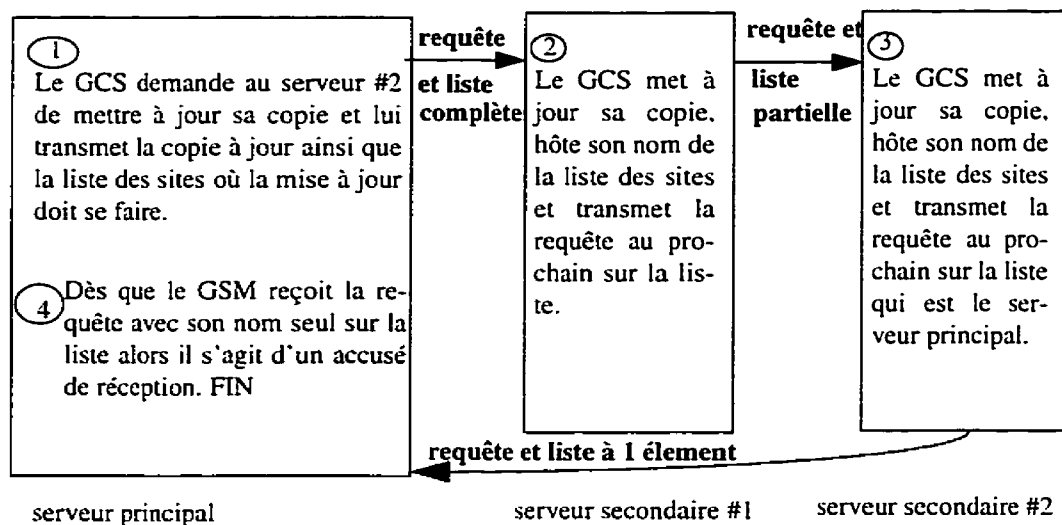 1
Le GCS demande au serveur #2
de mettre à jour sa copie et lui
transmet la copie à jour ainsi que
la liste des sites où la mise à jour
doit se faire.
4
Dès que le GSM reçoit la re-
quête avec son nom seul sur la
liste alors il s'agit d'un accusé
de réception. FIN
requête
et liste
complète
2
Le GCS met à
jour sa copie,
hôte son nom de
la liste des sites
et transmet la
requête au pro-
chain sur la lis-
te.
requête et
liste
partielle
3
Le GCS met à
jour sa copie,
hôte son nom de
la liste des sites
et transmet la
requête au pro-
chain sur la liste
qui est le ser-
veur principal.
requête et liste à 1 élement
serveur principal
serveur secondaire #1
serveur secondaire #2